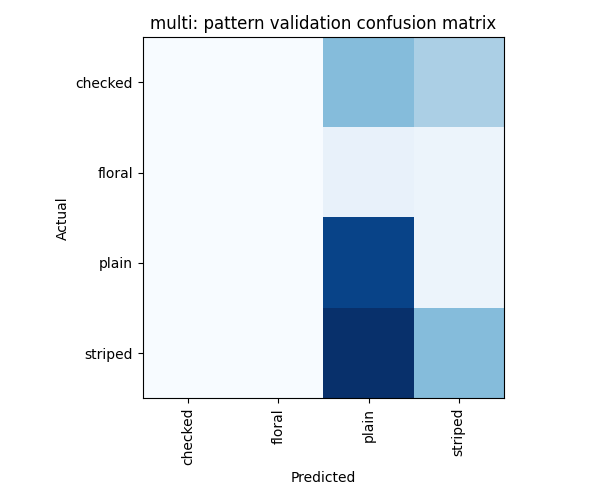 multi: pattern validation confusion matrix
checked
floral
plain
striped
Actual
checked
floral
plain
striped
Predicted